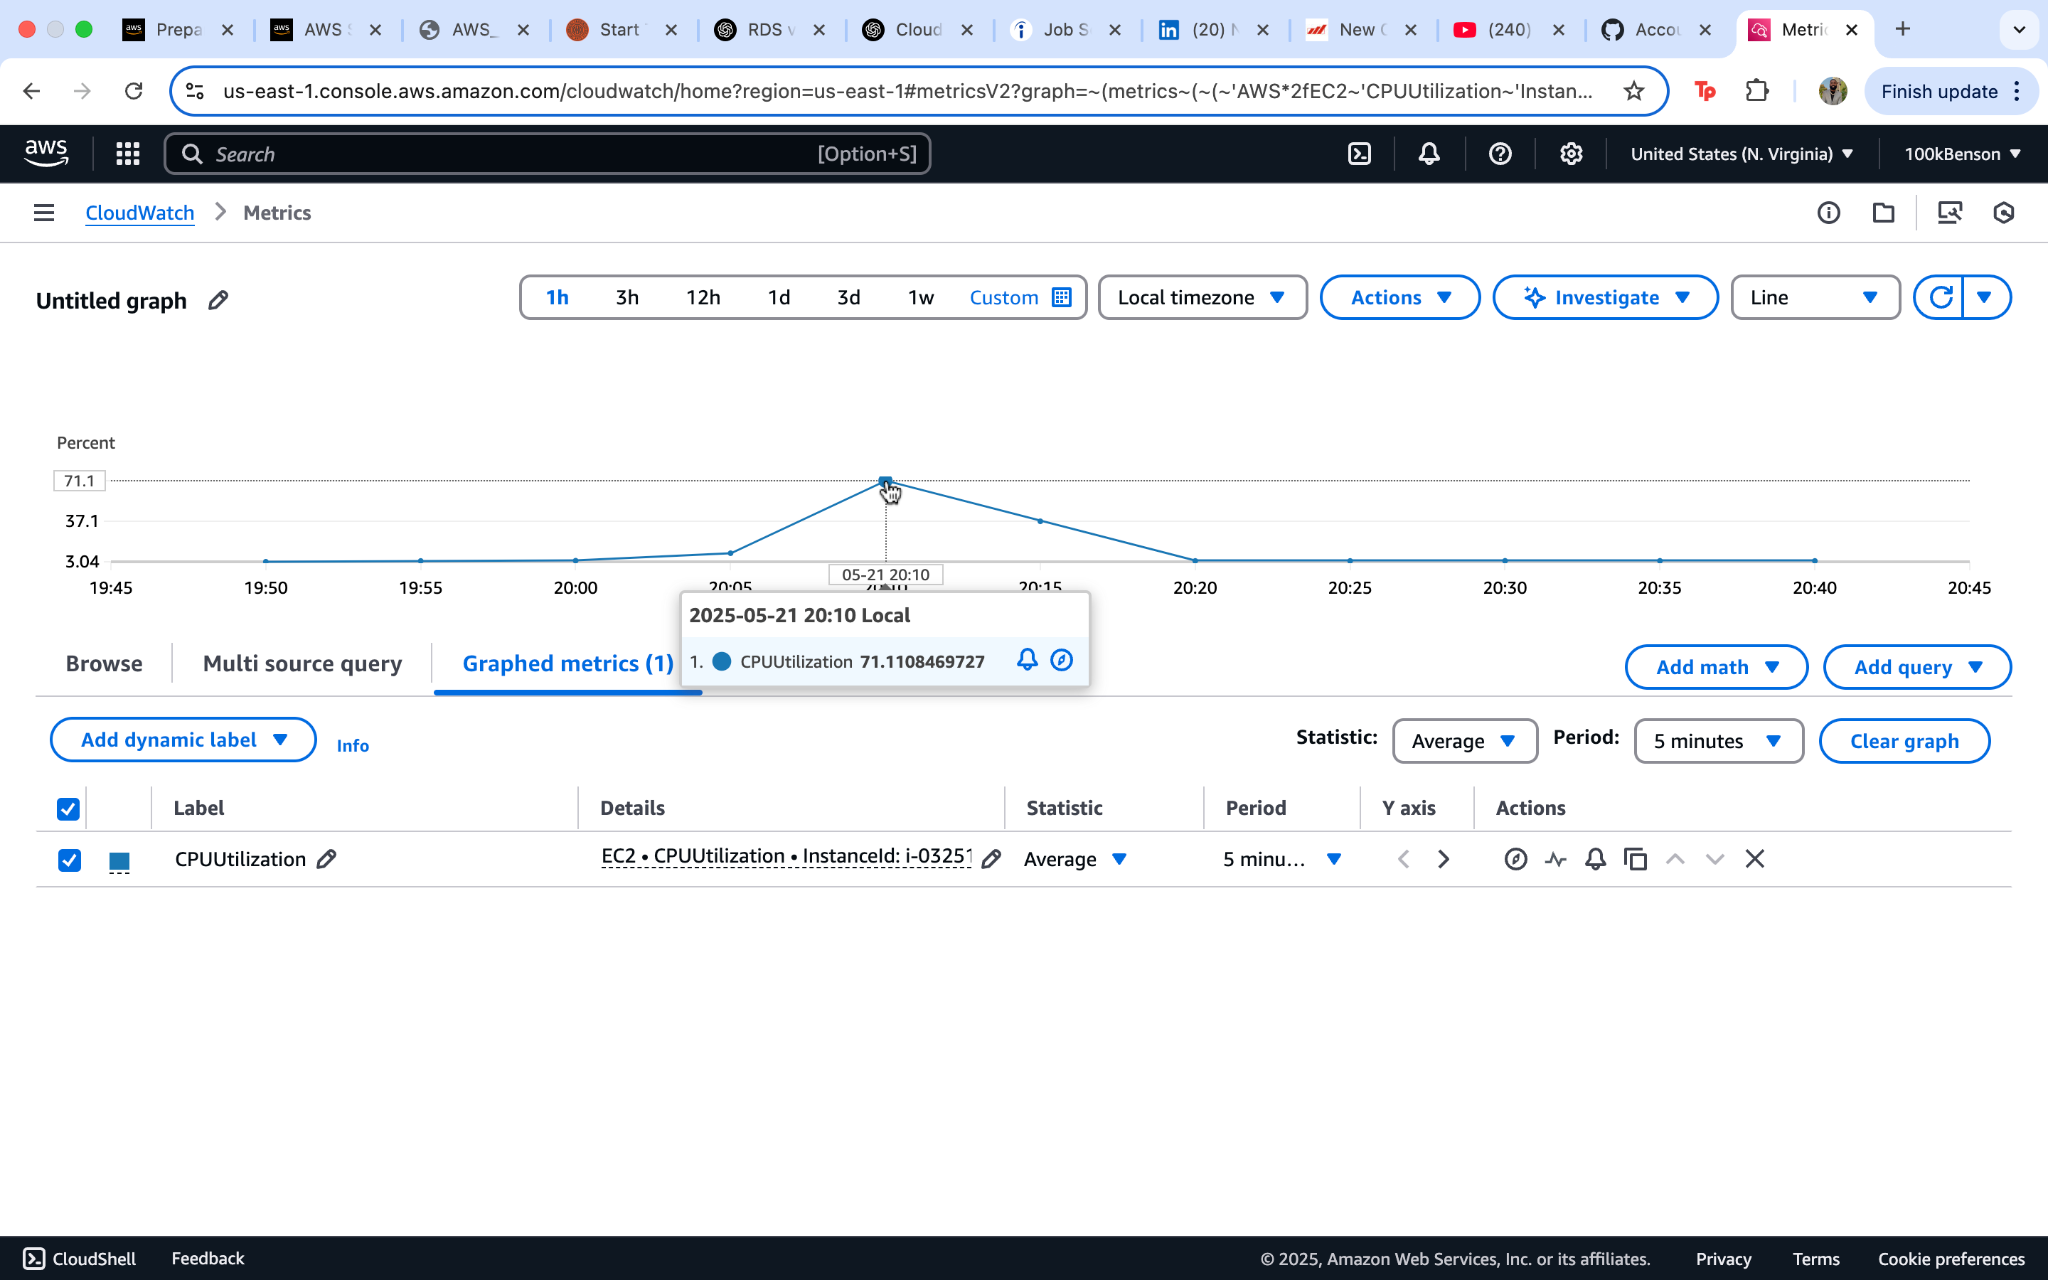 Prepa
AWS S
AWS_
Start T
RDS v
Cloud
Job S
(20) N
New C
(240)
Accou
Metric
us-east-1.console.aws.amazon.com/cloudwatch/home?region=us-east-1#metricsV2?graph=~(metrics~(~(~'AWS*2fEC2~'CPUUtilization~'Instan...
Tp
Finish update
aws
Search
[Option+S]
United States (N. Virginia)
100kBenson
CloudWatch
Metrics
Untitled graph
1h 3h 12h 1d 3d 1w Custom
Local timezone
Actions
Investigate
Line
Percent
71.1
37.1
3.04
05-21 20:10
19:45 19:50 19:55 20:00 20:05 20:10 20:15 20:20 20:25 20:30 20:35 20:40 20:45
2025-05-21 20:10 Local
1. CPUUtilization 71.1108469727
Browse
Multi source query
Graphed metrics (1)
Add math
Add query
Add dynamic label
Info
Statistic:
Average
Period:
5 minutes
Clear graph
Label Details Statistic Period Y axis Actions
CPUUtilization EC2 • CPUUtilization • InstanceId: i-03251 Average 5 minu...
CloudShell
Feedback
© 2025, Amazon Web Services, Inc. or its affiliates.
Privacy
Terms
Cookie preferences